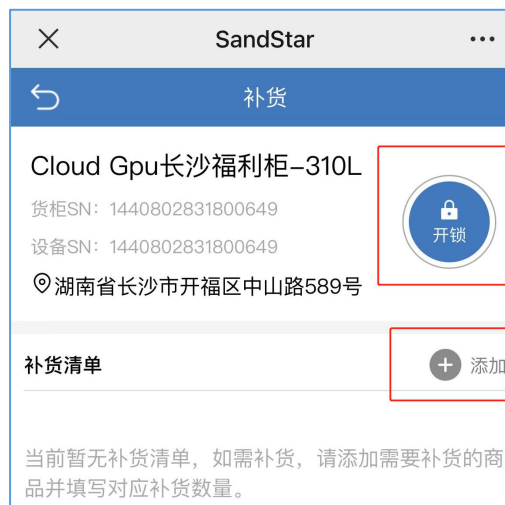 SandStar
补货
Cloud Gpu长沙福利柜-310L
货柜SN：1440802831800649
设备SN：1440802831800649
开锁
湖南省长沙市开福区中山路589号
补货清单
添加
当前暂无补货清单，如需补货，请添加需要补货的商
品并填写对应补货数量。